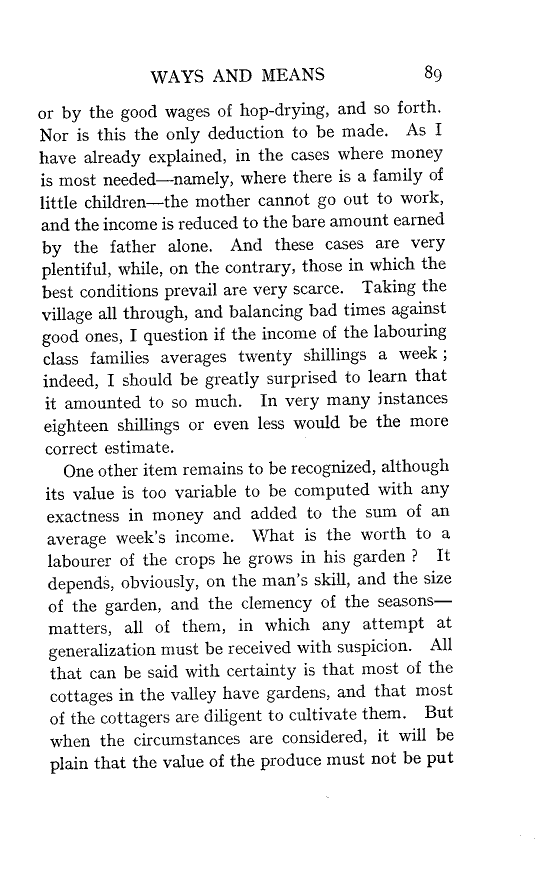 WAYS AND MEANS 89
or by the good wages of hop-drying, and so forth.
Nor is this the only deduction to be made. As I
have already explained, in the cases where money
is most needed—namely, where there is a family of
little children—the mother cannot go out to work,
and the income is reduced to the bare amount earned
by the father alone. And these cases are very
plentiful, while, on the contrary, those in which the
best conditions prevail are very scarce. Taking the
village all through, and balancing bad times against
good ones, I question if the income of the labouring
class families averages twenty shillings a week ;
indeed, I should be greatly surprised to learn that
it amounted to so much. In very many instances
eighteen shillings or even less would be the more
correct estimate.
One other item remains to be recognized, although
its value is too variable to be computed with any
exactness in money and added to the sum of an
average week's income. What is the worth to a
labourer of the crops he grows in his garden ? It
depends, obviously, on the man's skill, and the size
of the garden, and the clemency of the seasons—
matters, all of them, in which any attempt at
generalization must be received with suspicion. All
that can be said with certainty is that most of the
cottages in the valley have gardens, and that most
of the cottagers are diligent to cultivate them. But
when the circumstances are considered, it will be
plain that the value of the produce must not be put